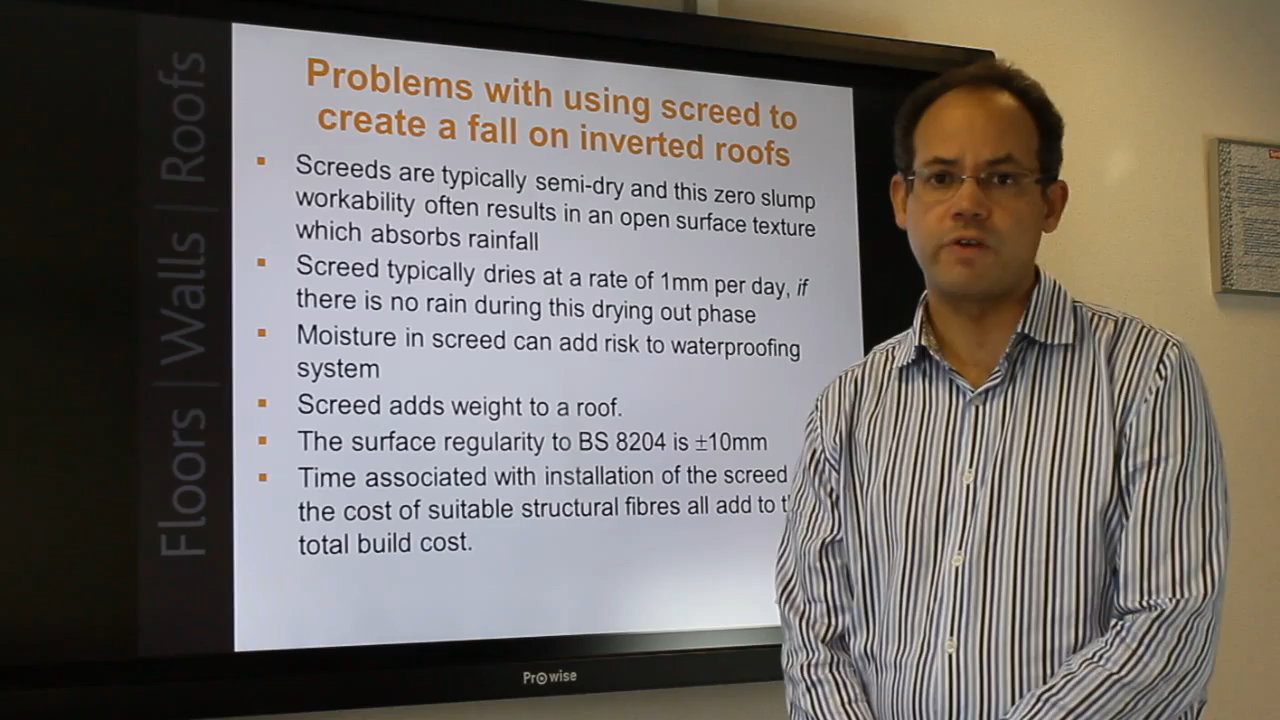 Floors | Walls | Roofs
Problems with using screed to
create a fall on inverted roofs
▪ Screeds are typically semi-dry and this zero slump
workability often results in an open surface texture
which absorbs rainfall
▪ Screed typically dries at a rate of 1mm per day, if
there is no rain during this drying out phase
▪ Moisture in screed can add risk to waterproofing
system
▪ Screed adds weight to a roof.
▪ The surface regularity to BS 8204 is ±10mm
▪ Time associated with installation of the screed
the cost of suitable structural fibres all add to
total build cost.
Prowise